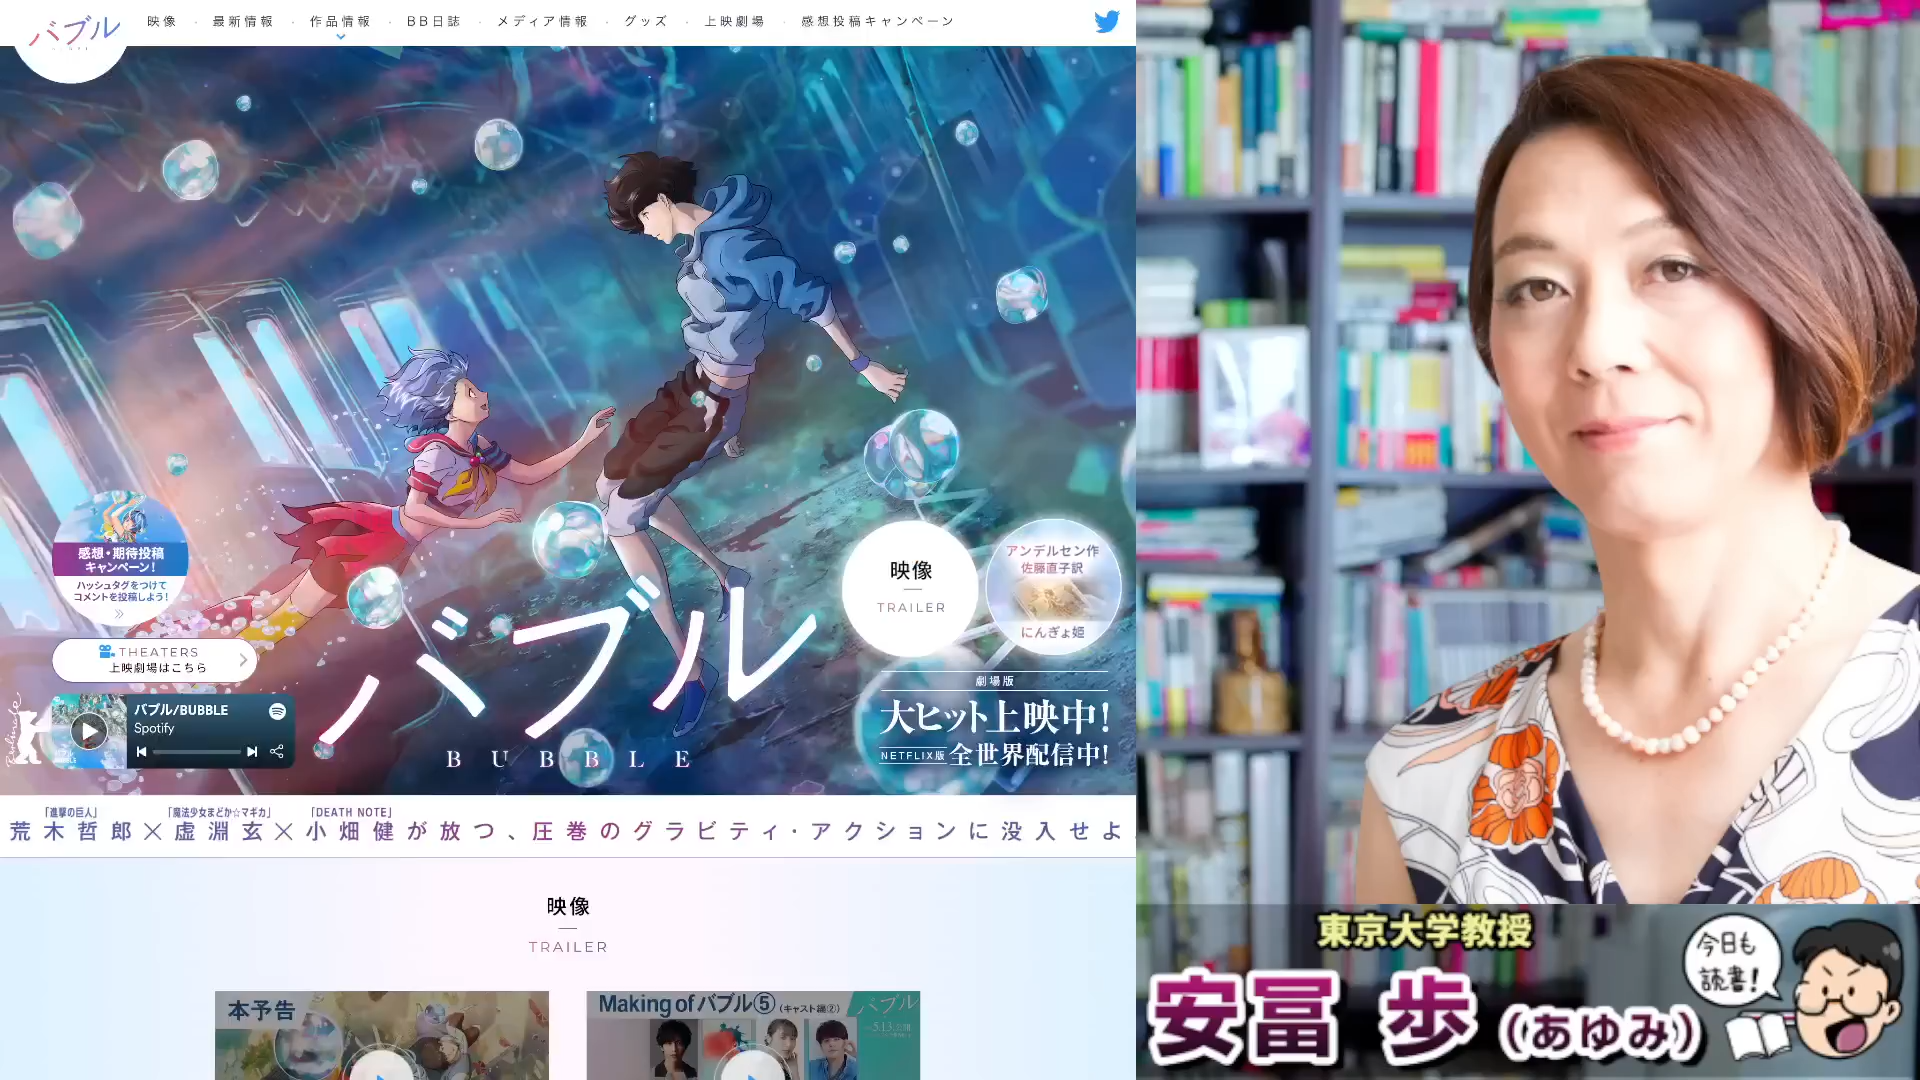 バブル
映像
最新情報
作品情報
BB日誌
メディア情報
グッズ
上映劇場
感想投稿キャンペーン
感想・期待投稿
キャンペーン!
ハッシュタグをつけて
コメントを投稿しよう!
THEATERS
上映劇場はこちら
バブル/BUBBLE
Spotify
バブル
BUBBLE
映像
TRAILER
アンデルセン作
佐藤直子訳
にんぎょ姫
劇場版
大ヒット上映中!
NETFLIX版 全世界配信中!
「進撃の巨人」 「魔法少女まどか☆マギカ」 「DEATH NOTE」
荒木哲郎×虚淵玄×小畑健が放つ、圧巻のグラビティ・アクションに没入せよ
映像
TRAILER
本予告
Making of バブル⑤ (キャスト編②)
バブル
5.13
東京大学教授
安冨 歩 (あゆみ)
今日も
読書!